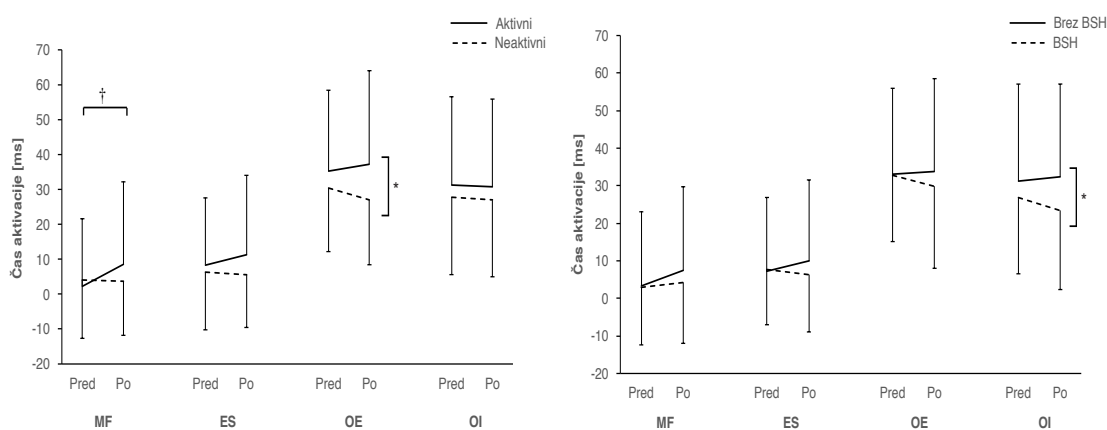 Aktivni
Neaktivni
70
60
50
40
30
20
10
0
-10
-20
Čas aktivacije [ms]
†
*
Pred Po Pred Po Pred Po Pred Po
MF ES OE OI
Brez BSH
BSH
70
60
50
40
30
20
10
0
-10
-20
Čas aktivacije [ms]
*
Pred Po Pred Po Pred Po Pred Po
MF ES OE OI